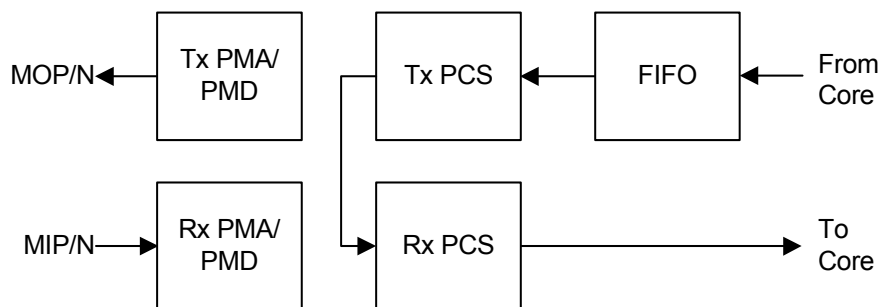 MOP/N
Tx PMA/
PMD
Tx PCS
FIFO
From
Core
MIP/N
Rx PMA/
PMD
Rx PCS
To
Core